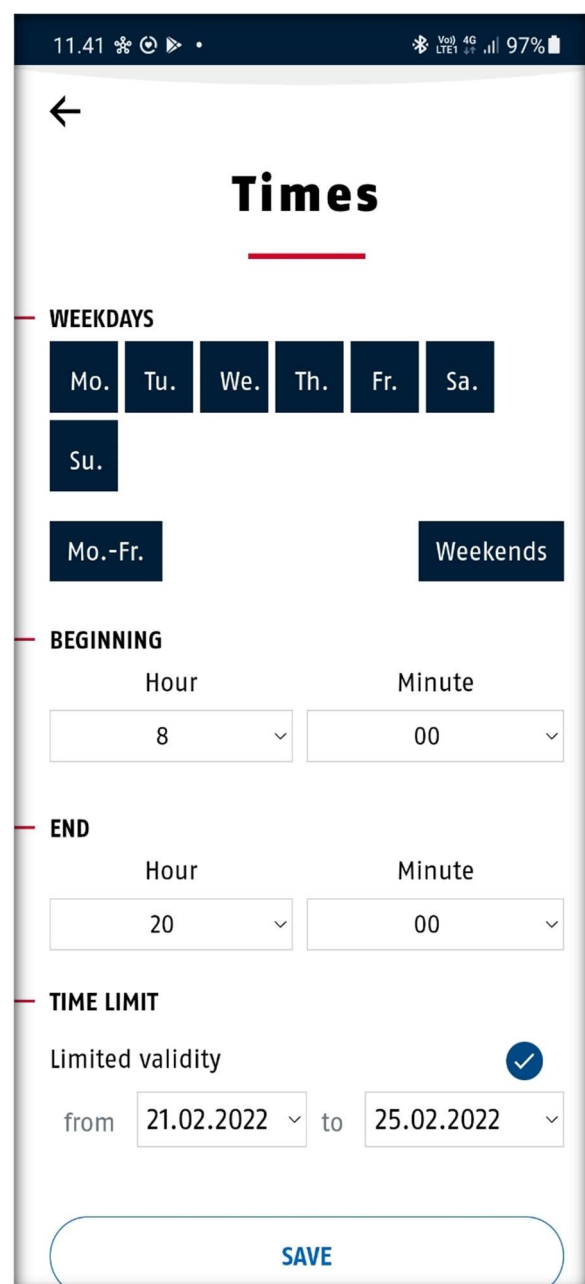 11.41 97%
Times
WEEKDAYS
Mo. Tu. We. Th. Fr. Sa.
Su.
Mo.-Fr. Weekends
BEGINNING
Hour Minute
8 00
END
Hour Minute
20 00
TIME LIMIT
Limited validity
from 21.02.2022 to 25.02.2022
SAVE